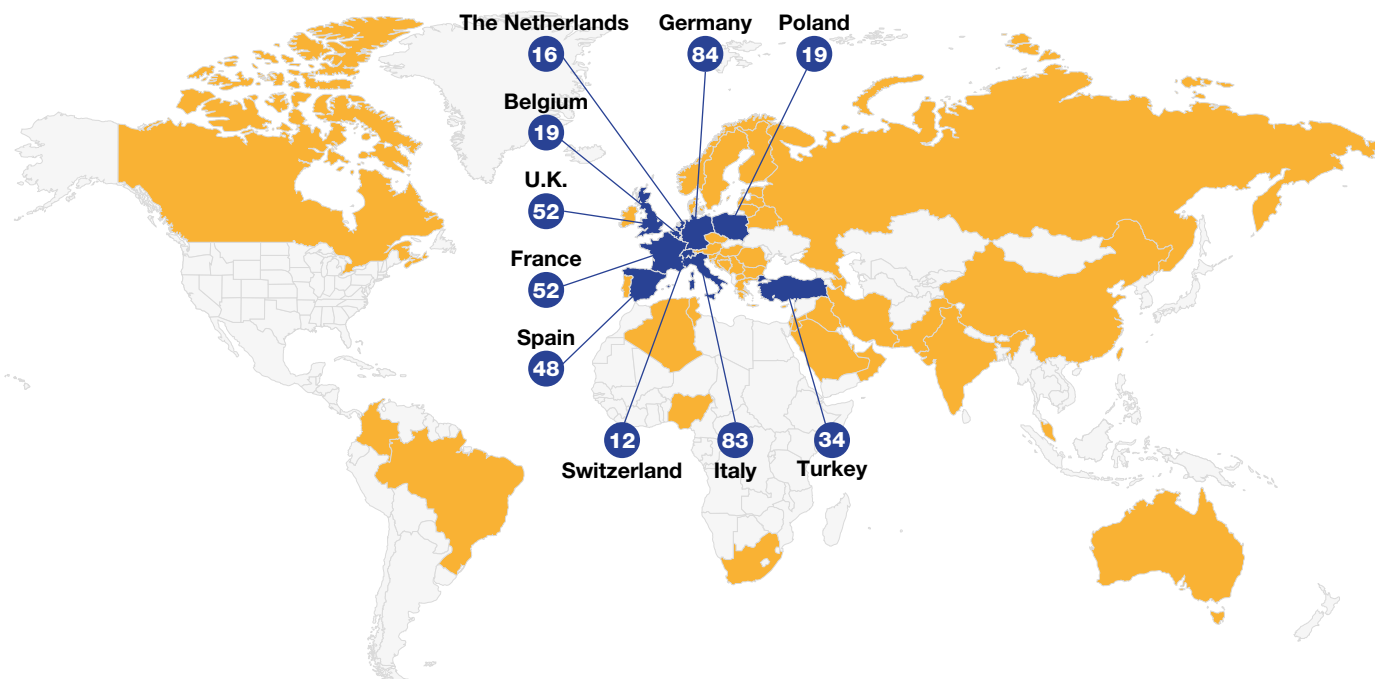 The Netherlands
16
Germany
84
Poland
19
Belgium
19
U.K.
52
France
52
Spain
48
12
Switzerland
83
Italy
34
Turkey